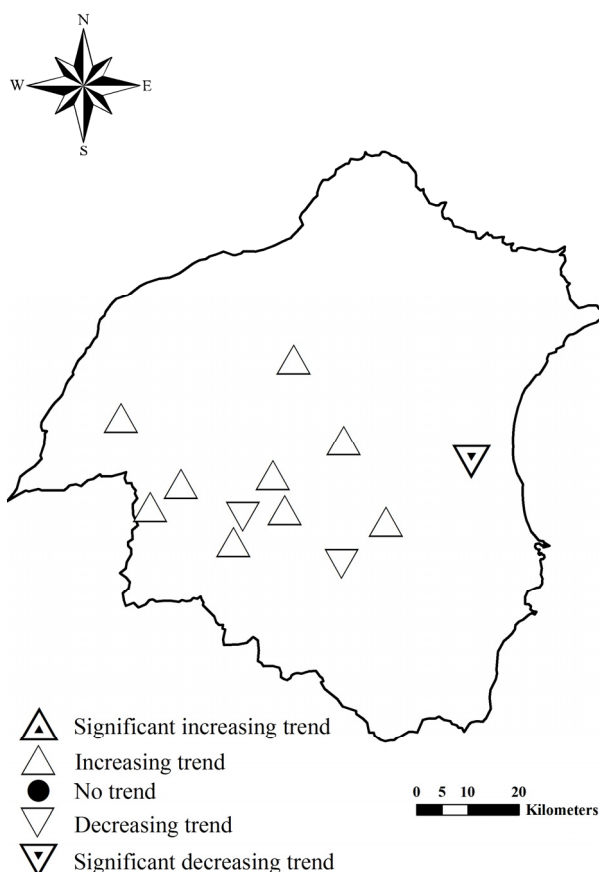 N
W E
S
Significant increasing trend
Increasing trend
No trend
Decreasing trend
Significant decreasing trend
0 5 10 20
Kilometers